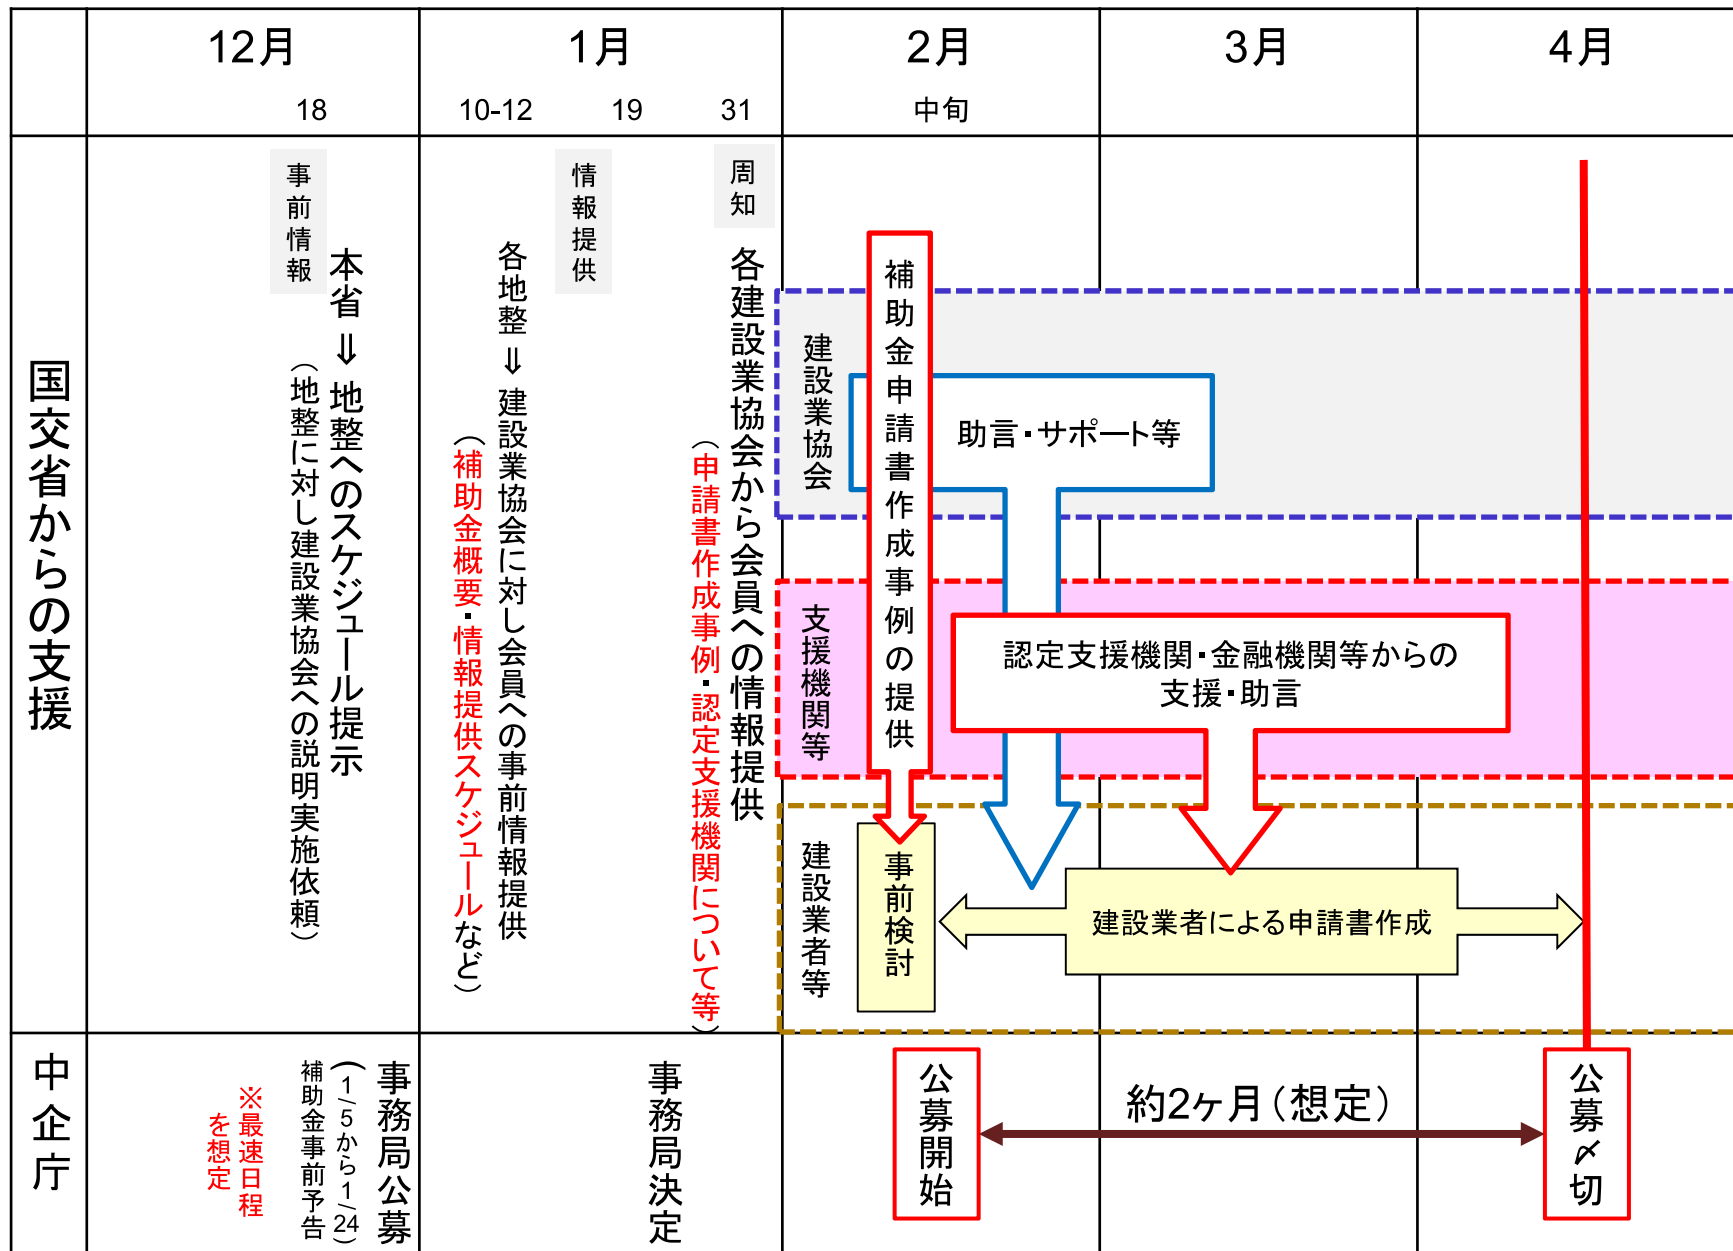 12月
1月
2月
3月
4月
18
10-12
19
31
中旬
国交省からの支援
事前情報
本省⇒地整へのスケジュール提示
（地整に対し建設業協会への説明実施依頼）
情報提供
各地整⇒建設業協会に対し会員への事前情報提供
（補助金概要・情報提供スケジュールなど）
周知
各建設業協会から会員への情報提供
（申請書作成事例・認定支援機関について等）
補助金申請書作成事例の提供
建設業協会
助言・サポート等
支援機関等
認定支援機関・金融機関等からの
支援・助言
建設業者等
事前検討
建設業者による申請書作成
中企庁
事務局公募
（1/5から1/24）
補助金事前予告
※最速日程
を想定
事務局決定
公募開始
約2ヶ月（想定）
公募〆切